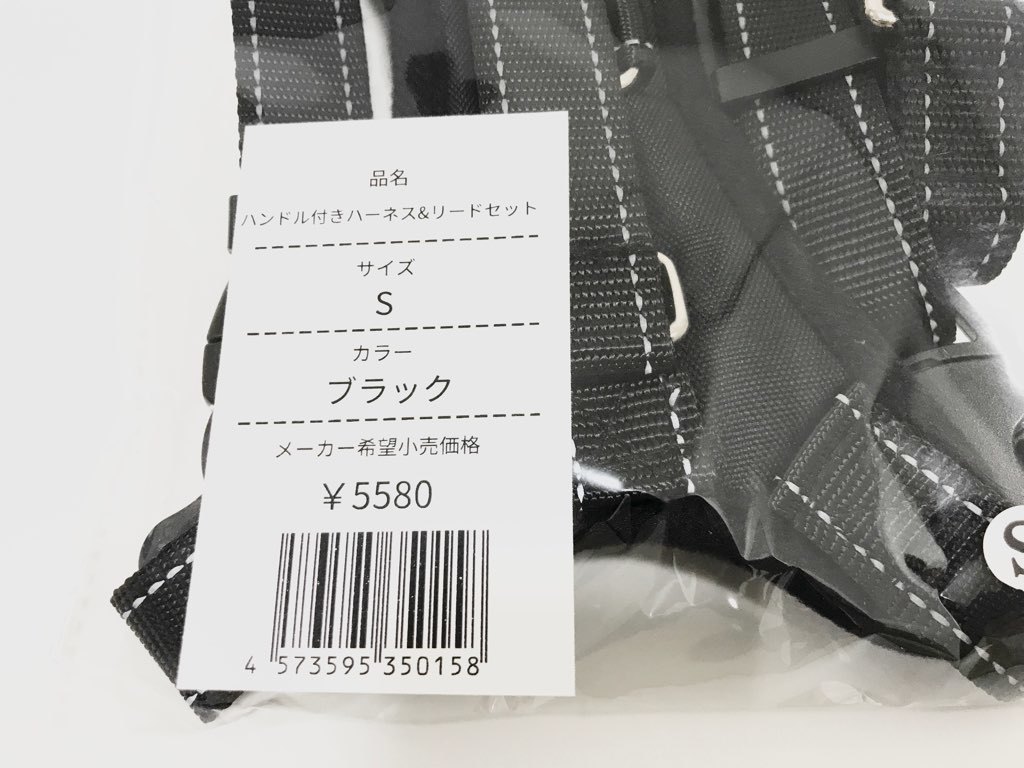 品名
ハンドル付きハーネス&リードセット
サイズ
S
カラー
ブラック
メーカー希望小売価格
￥5580
4 573595 350158
S